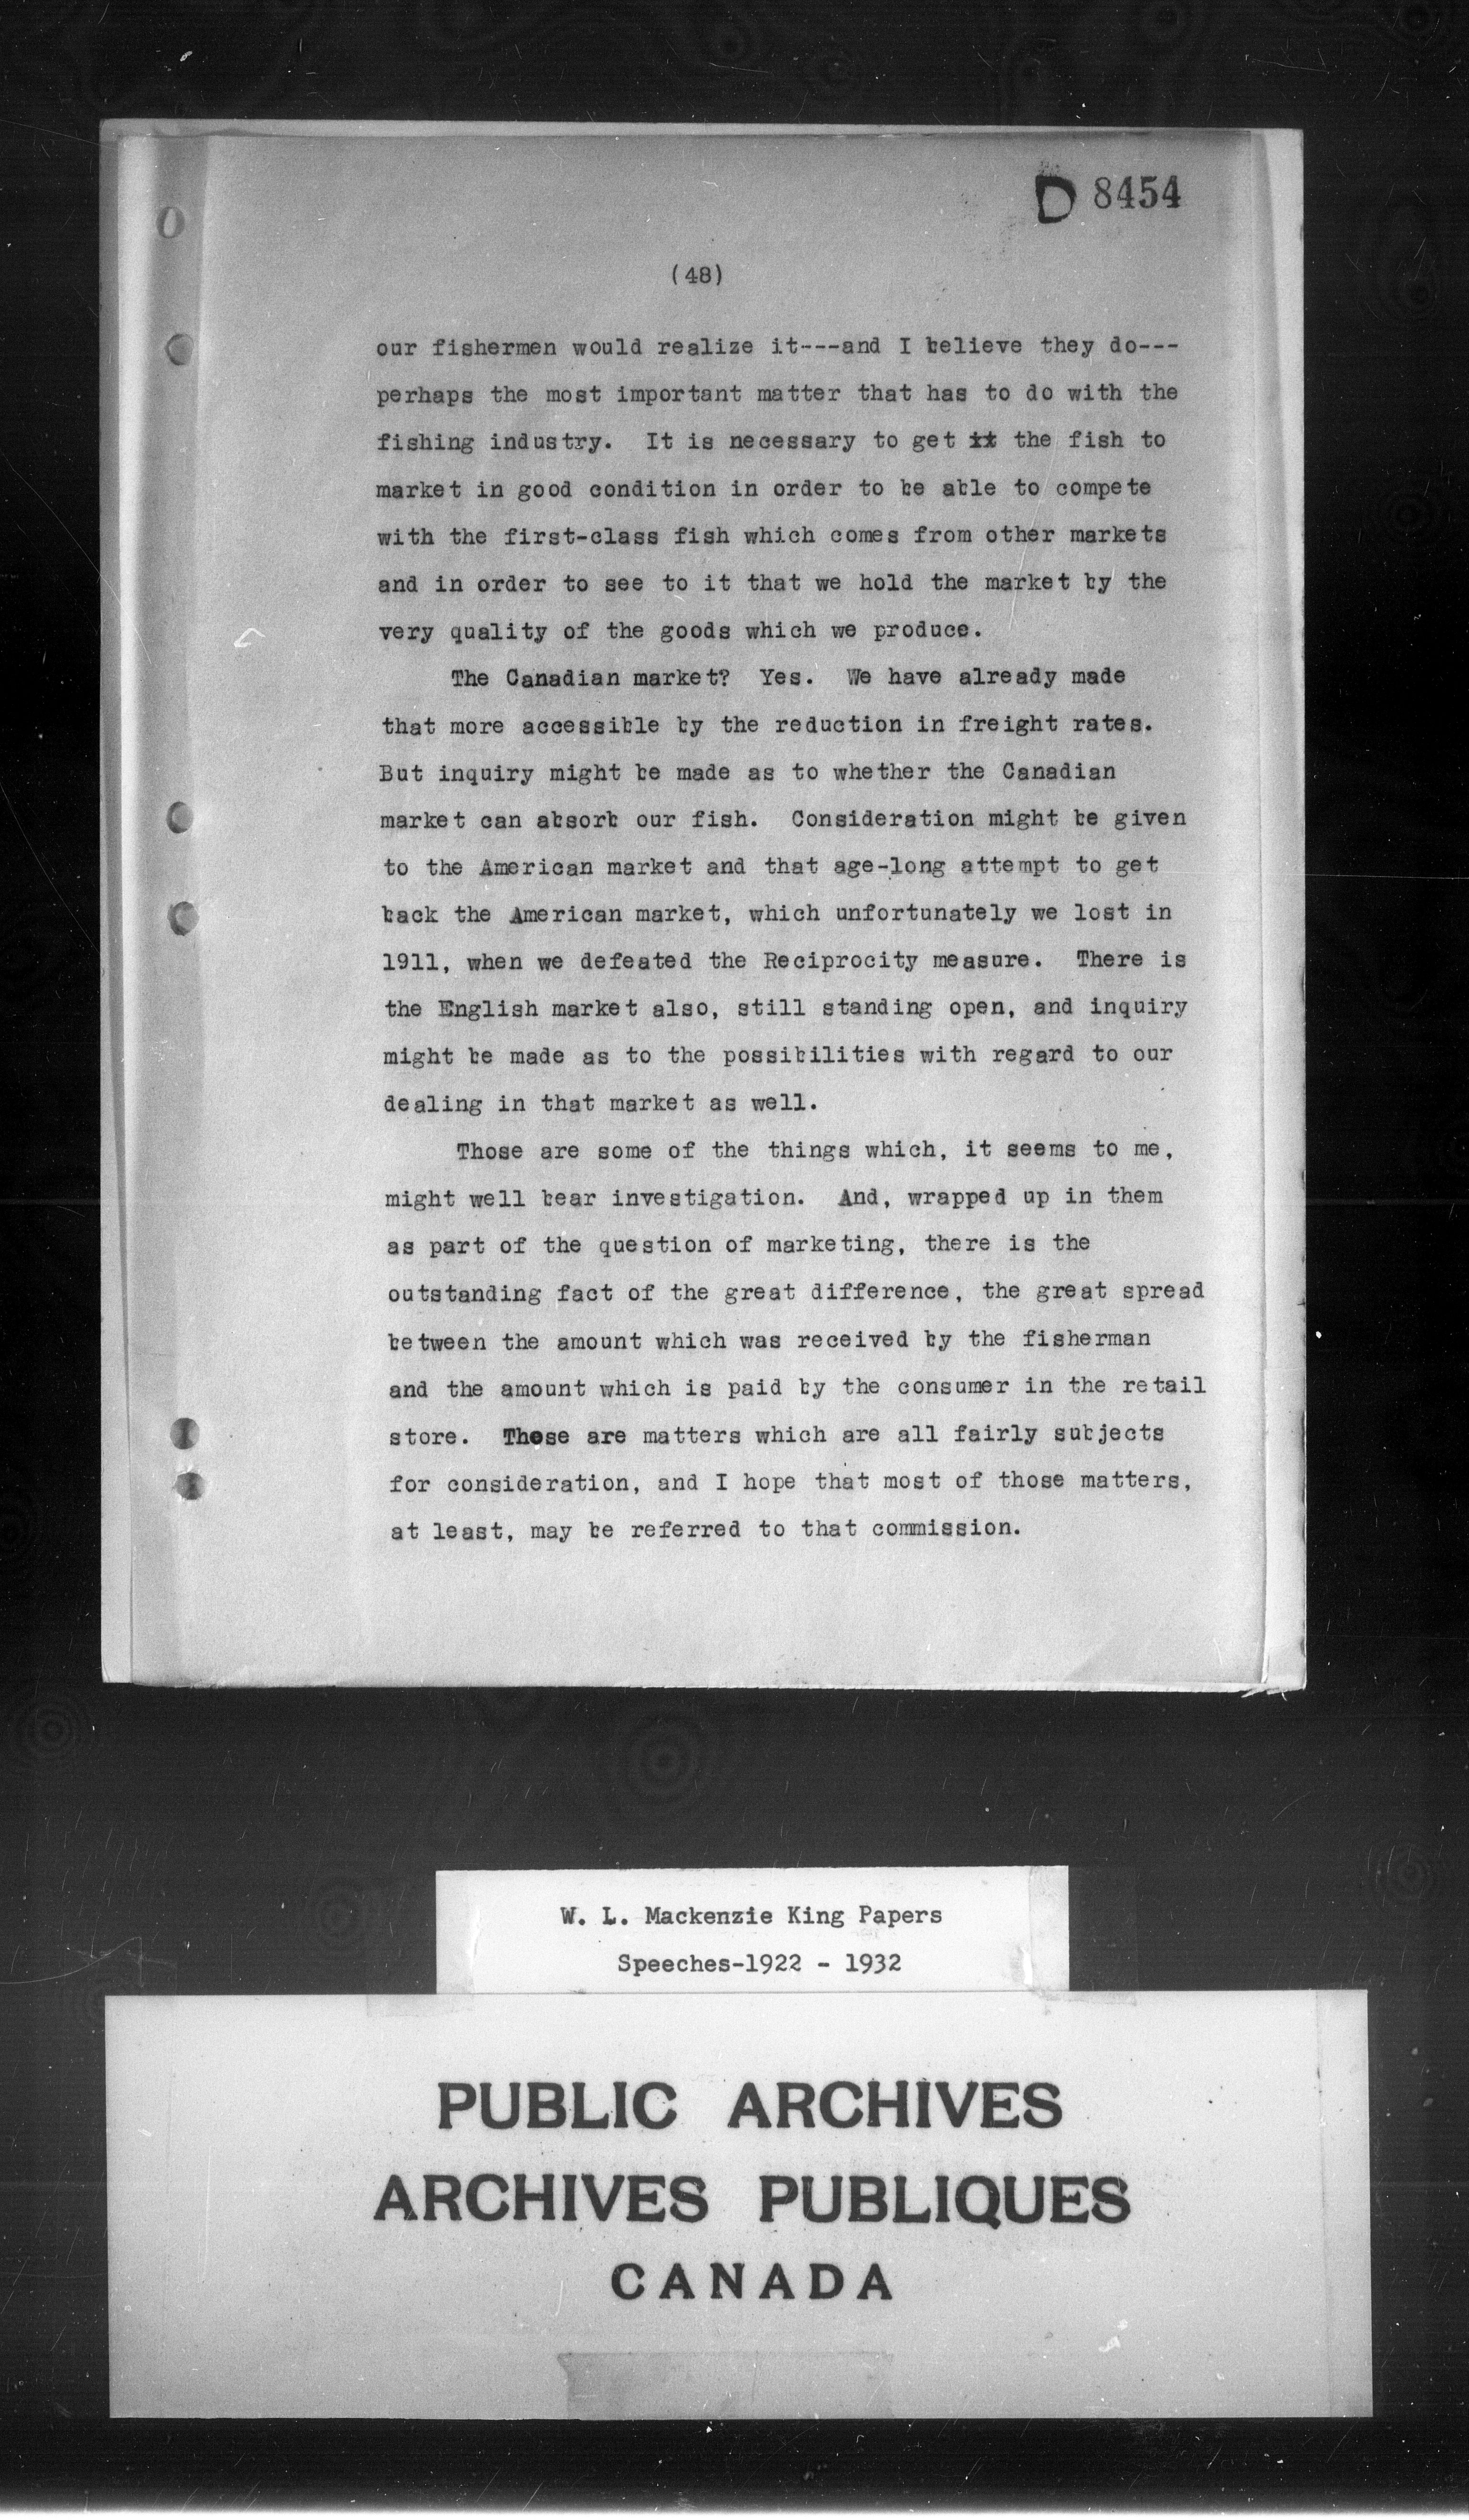 D 8454
(48)
our fishermen would realize it---and I believe they do---
perhaps the most important matter that has to do with the
fishing industry. It is necessary to get the fish to
market in good condition in order to be able to compete
with the first-class fish which comes from other markets
and in order to see to it that we hold the market by the
very quality of the goods which we produce.
The Canadian market? Yes. We have already made
that more accessible by the reduction in freight rates.
But inquiry might be made as to whether the Canadian
market can absorb our fish. Consideration might be given
to the American market and that age-long attempt to get
back the American market, which unfortunately we lost in
1911, when we defeated the Reciprocity measure. There is
the English market also, still standing open, and inquiry
might be made as to the possibilities with regard to our
dealing in that market as well.
Those are some of the things which, it seems to me,
might well bear investigation. And, wrapped up in them
as part of the question of marketing, there is the
outstanding fact of the great difference, the great spread
between the amount which was received by the fisherman
and the amount which is paid by the consumer in the retail
store. These are matters which are all fairly subjects
for consideration, and I hope that most of those matters,
at least, may be referred to that commission.
W. L. Mackenzie King Papers
Speeches-1922 - 1932
PUBLIC ARCHIVES
ARCHIVES PUBLIQUES
CANADA